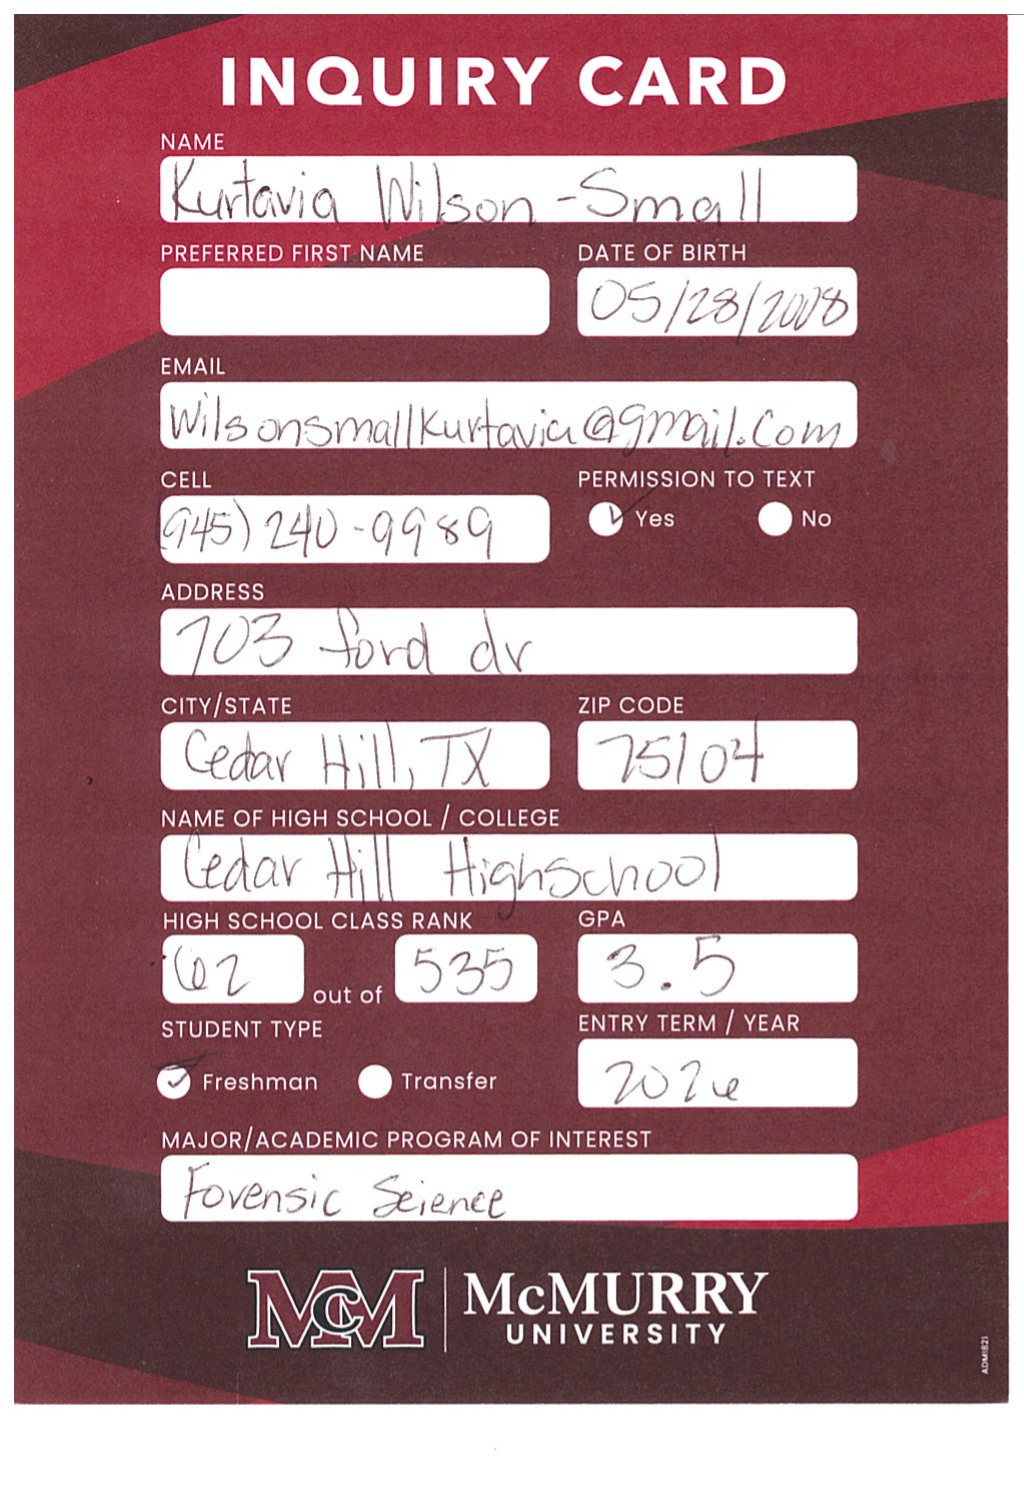 INQUIRY CARD
NAME
Kurtavia Wilson-Small
PREFERRED FIRST NAME
DATE OF BIRTH
05/28/2008
EMAIL
Wilsonsmallkurtavia@gmail.com
CELL
PERMISSION TO TEXT
(945) 240-9989
Yes
No
ADDRESS
703 ford dr
CITY/STATE
ZIP CODE
Cedar Hill, TX
75104
NAME OF HIGH SCHOOL / COLLEGE
Cedar Hill Highschool
HIGH SCHOOL CLASS RANK
GPA
62 out of 535
3.5
STUDENT TYPE
ENTRY TERM / YEAR
Freshman
Transfer
2026
MAJOR/ACADEMIC PROGRAM OF INTEREST
Forensic Science
McM
McMURRY
UNIVERSITY
ADM1821